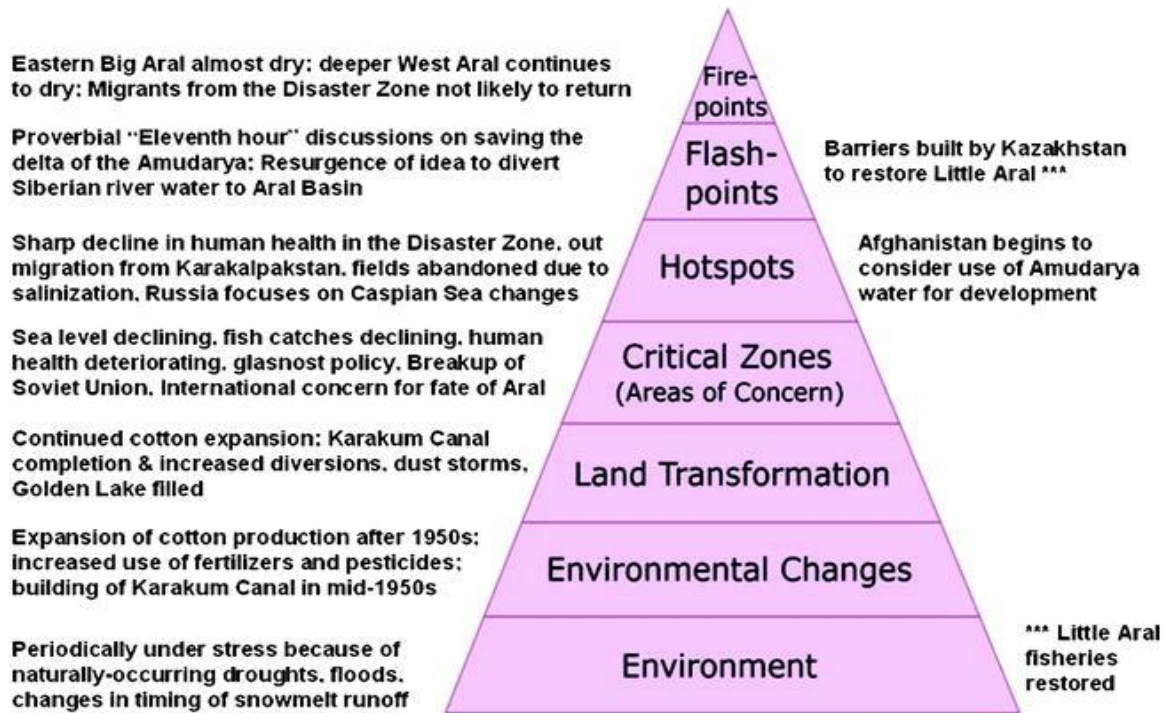 Eastern Big Aral almost dry; deeper West Aral continues
to dry; Migrants from the Disaster Zone not likely to return
Fire-
points
Proverbial "Eleventh hour" discussions on saving the
delta of the Amudarya; Resurgence of idea to divert
Siberian river water to Aral Basin
Flash-
points
Barriers built by Kazakhstan
to restore Little Aral ***
Sharp decline in human health in the Disaster Zone, out
migration from Karakalpakstan, fields abandoned due to
salinization, Russia focuses on Caspian Sea changes
Hotspots
Afghanistan begins to
consider use of Amudarya
water for development
Sea level declining, fish catches declining, human
health deteriorating, glasnost policy, Breakup of
Soviet Union, International concern for fate of Aral
Critical Zones
(Areas of Concern)
Continued cotton expansion; Karakum Canal
completion & increased diversions, dust storms,
Golden Lake filled
Land Transformation
Expansion of cotton production after 1950s;
increased use of fertilizers and pesticides;
building of Karakum Canal in mid-1950s
Environmental Changes
Periodically under stress because of
naturally-occurring droughts, floods,
changes in timing of snowmelt runoff
Environment
*** Little Aral
fisheries
restored